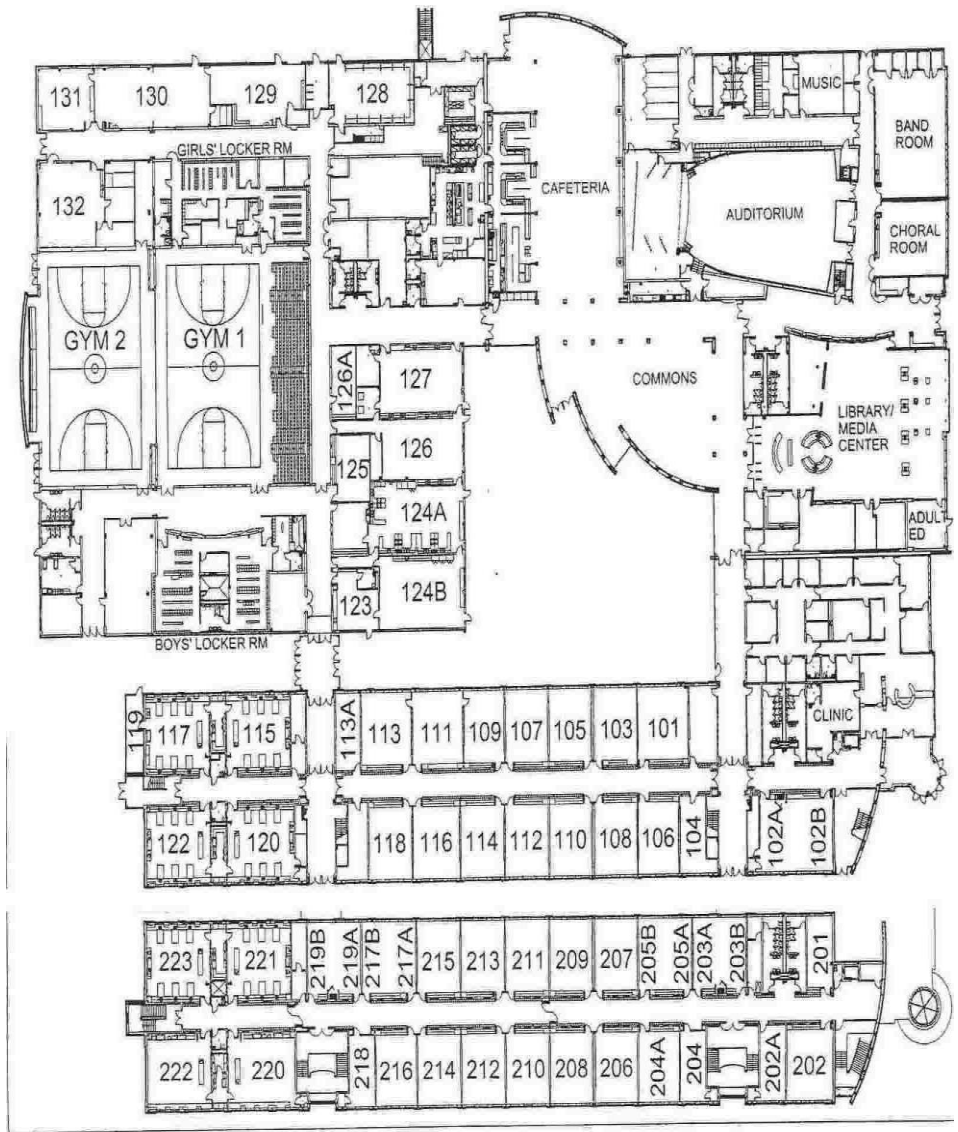 131
130
129
128
MUSIC
BAND
ROOM
GIRLS' LOCKER RM
132
CAFETERIA
AUDITORIUM
CHORAL
ROOM
GYM 2
GYM 1
126A
127
COMMONS
LIBRARY/
MEDIA
CENTER
126
125
124A
ADULT
ED
123
124B
BOYS' LOCKER RM
119
117
115
113A
113
111
109
107
105
103
101
CLINIC
122
120
118
116
114
112
110
108
106
104
102A
102B
223
221
219B
219A
217B
217A
215
213
211
209
207
205B
205A
203A
203B
201
222
220
218
216
214
212
210
208
206
204A
204
202A
202